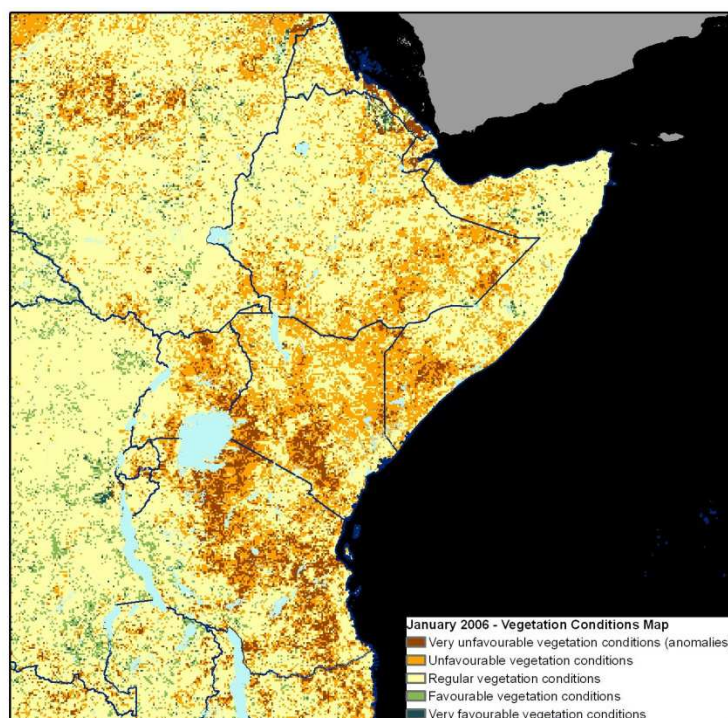 January 2006 - Vegetation Conditions Map
Very unfavourable vegetation conditions (anomalies
Unfavourable vegetation conditions
Regular vegetation conditions
Favourable vegetation conditions
Very favourable vegetation conditions